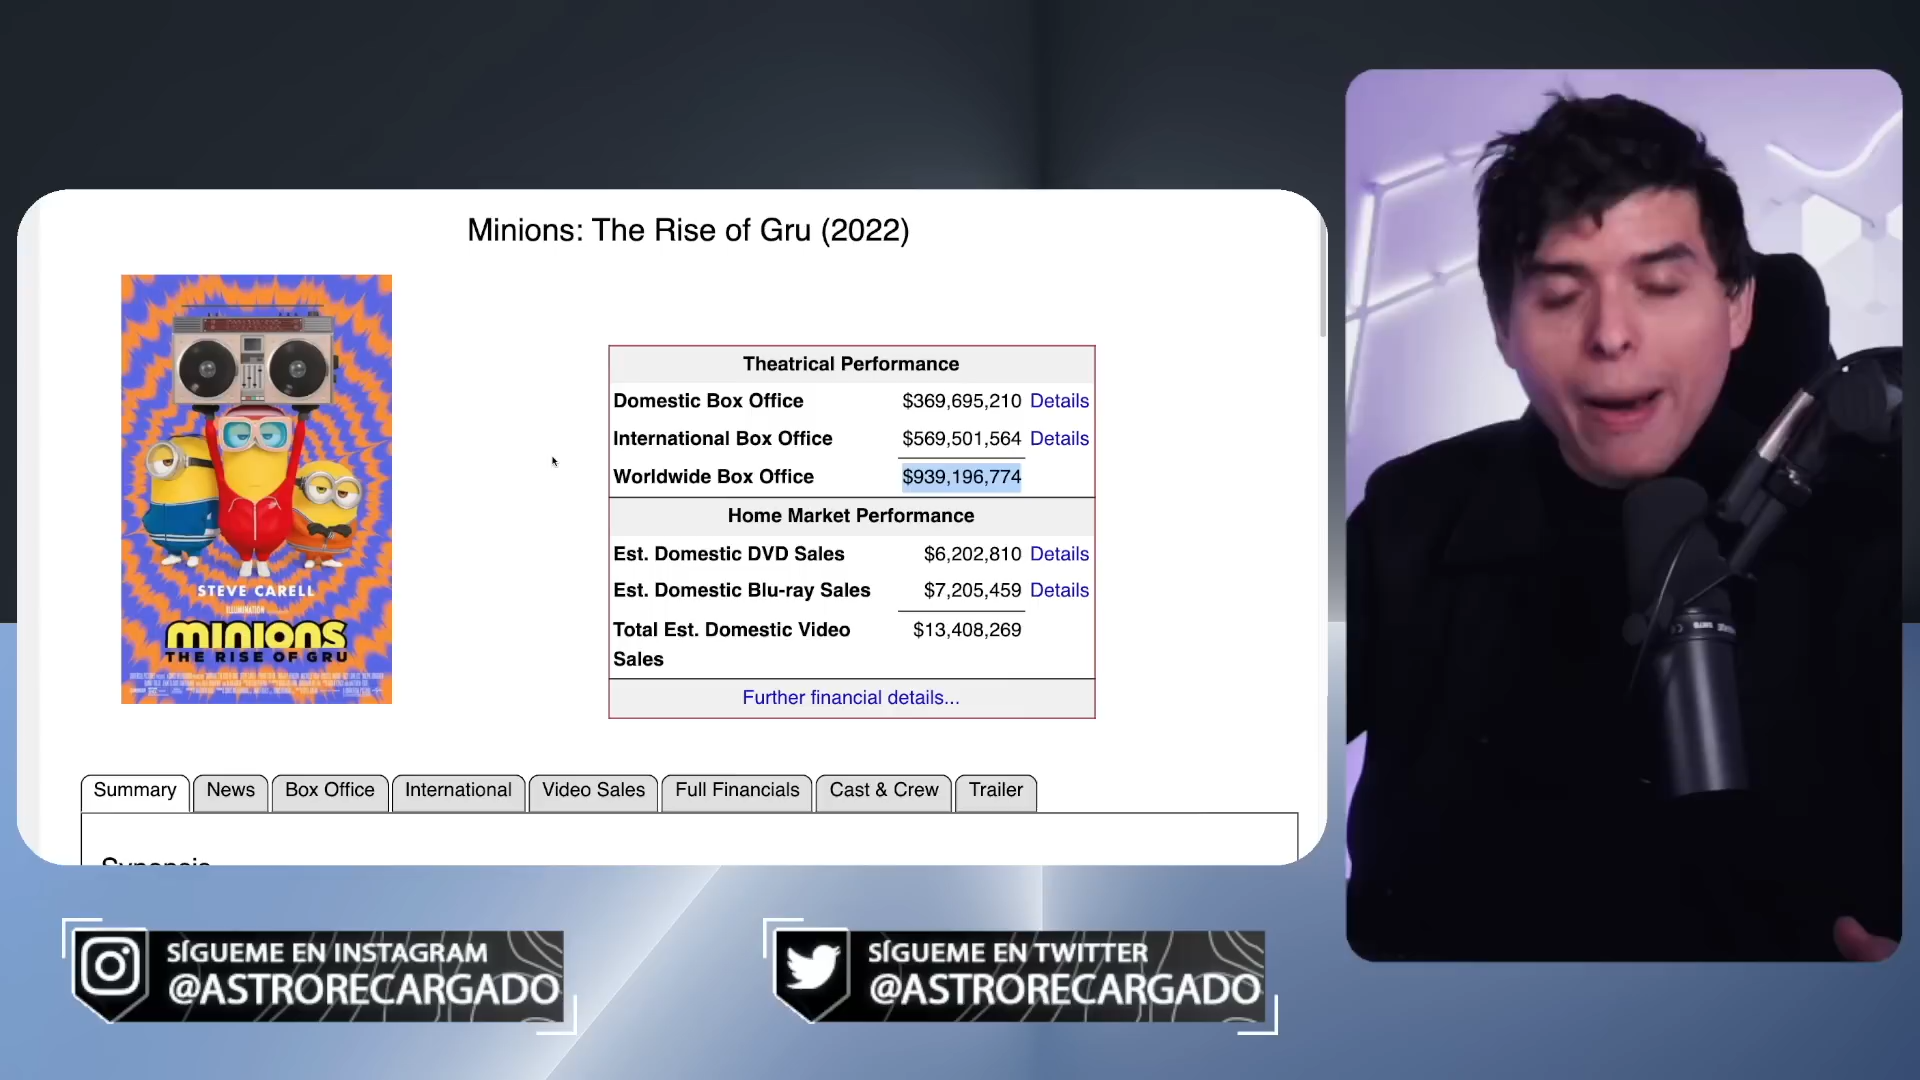 Minions: The Rise of Gru (2022)
STEVE CARELL
ILLUMINATION
MINIONS
THE RISE OF GRU
Theatrical Performance
Domestic Box Office $369,695,210 Details
International Box Office $569,501,564 Details
Worldwide Box Office $939,196,774
Home Market Performance
Est. Domestic DVD Sales $6,202,810 Details
Est. Domestic Blu-ray Sales $7,205,459 Details
Total Est. Domestic Video $13,408,269
Sales
Further financial details...
Summary News Box Office International Video Sales Full Financials Cast & Crew Trailer
Synopsis
SÍGUEME EN INSTAGRAM
@ASTRORECARGADO
SÍGUEME EN TWITTER
@ASTRORECARGADO